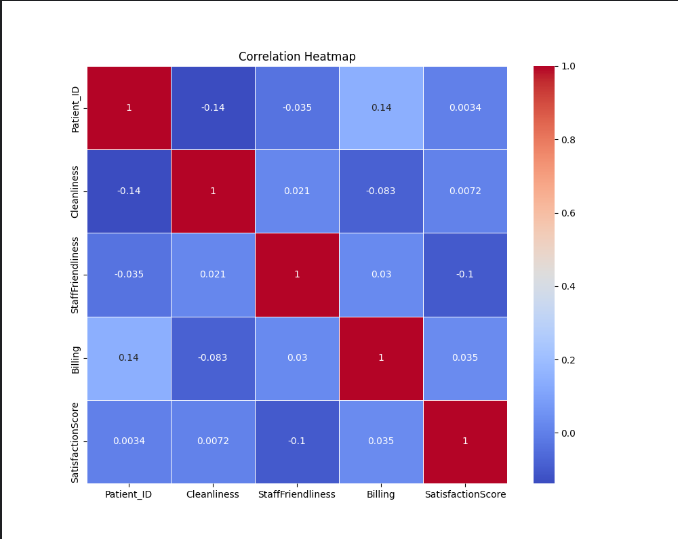 Correlation Heatmap
Patient_ID 1 -0.14 -0.035 0.14 0.0034
Cleanliness -0.14 1 0.021 -0.083 0.0072
StaffFriendliness -0.035 0.021 1 0.03 -0.1
Billing 0.14 -0.083 0.03 1 0.035
SatisfactionScore 0.0034 0.0072 -0.1 0.035 1
Patient_ID Cleanliness StaffFriendliness Billing SatisfactionScore
1.0
0.8
0.6
0.4
0.2
0.0